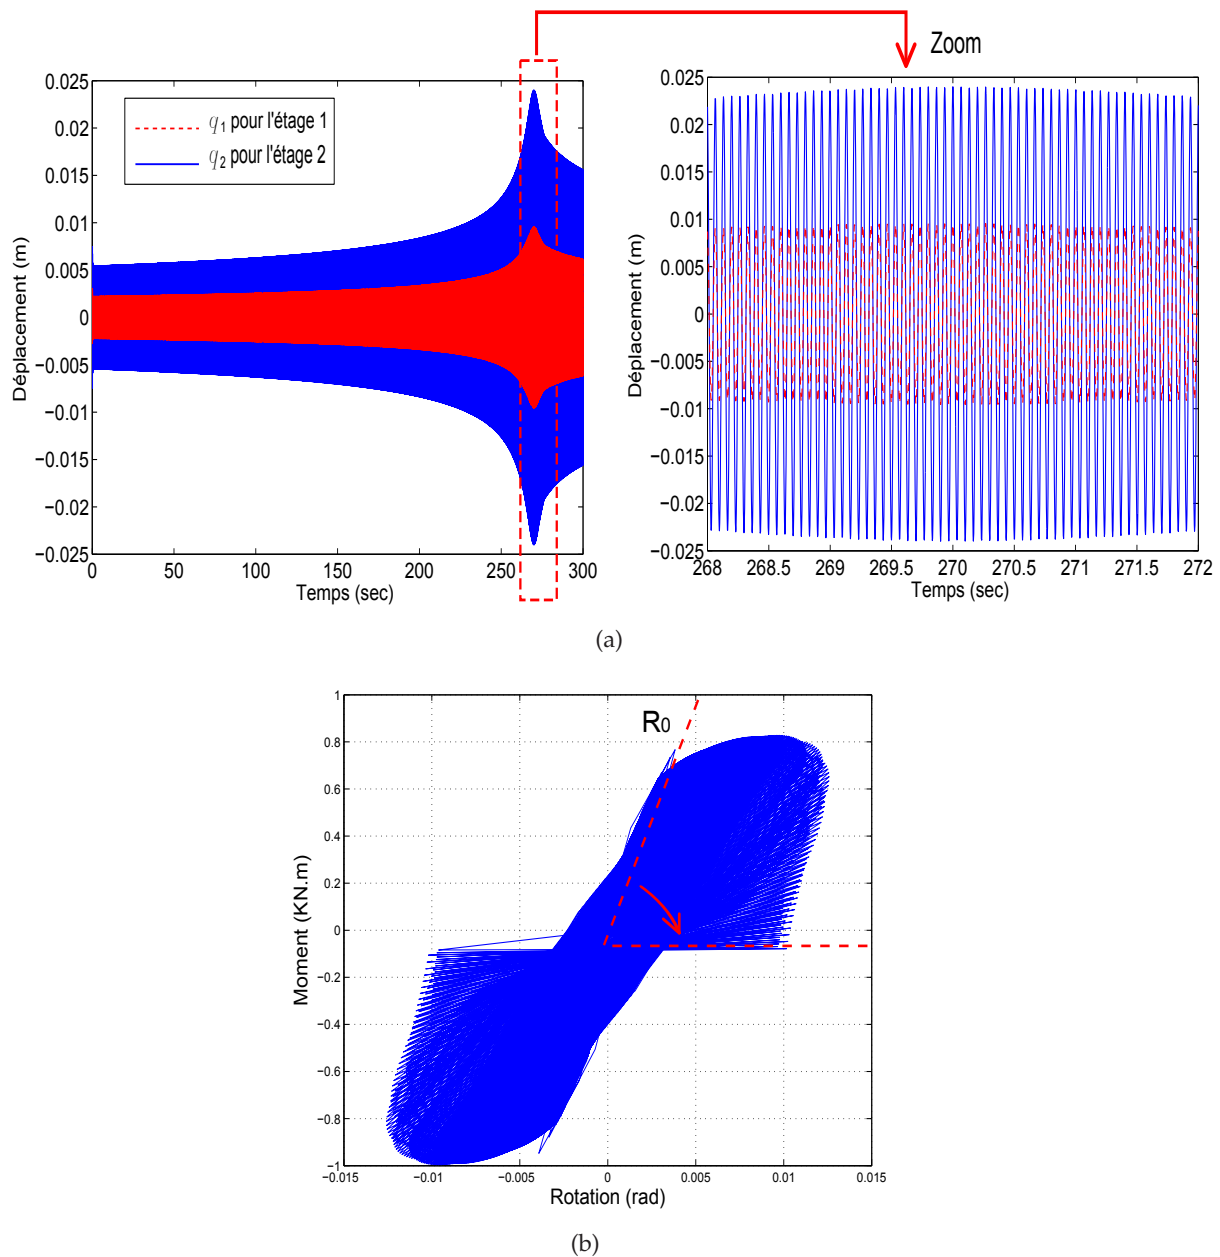 Zoom
0.025
0.02
0.015
0.01
0.005
0
−0.005
−0.01
−0.015
−0.02
−0.025
Déplacement (m)
q1 pour l'étage 1
q2 pour l'étage 2
0 50 100 150 200 250 300
Temps (sec)
0.025
0.02
0.015
0.01
0.005
0
−0.005
−0.01
−0.015
−0.02
−0.025
Déplacement (m)
268 268.5 269 269.5 270 270.5 271 271.5 272
Temps (sec)
(a)
1
0.8
0.6
0.4
0.2
0
−0.2
−0.4
−0.6
−0.8
−1
Moment (KN.m)
R0
−0.015 −0.01 −0.005 0 0.005 0.01 0.015
Rotation (rad)
(b)